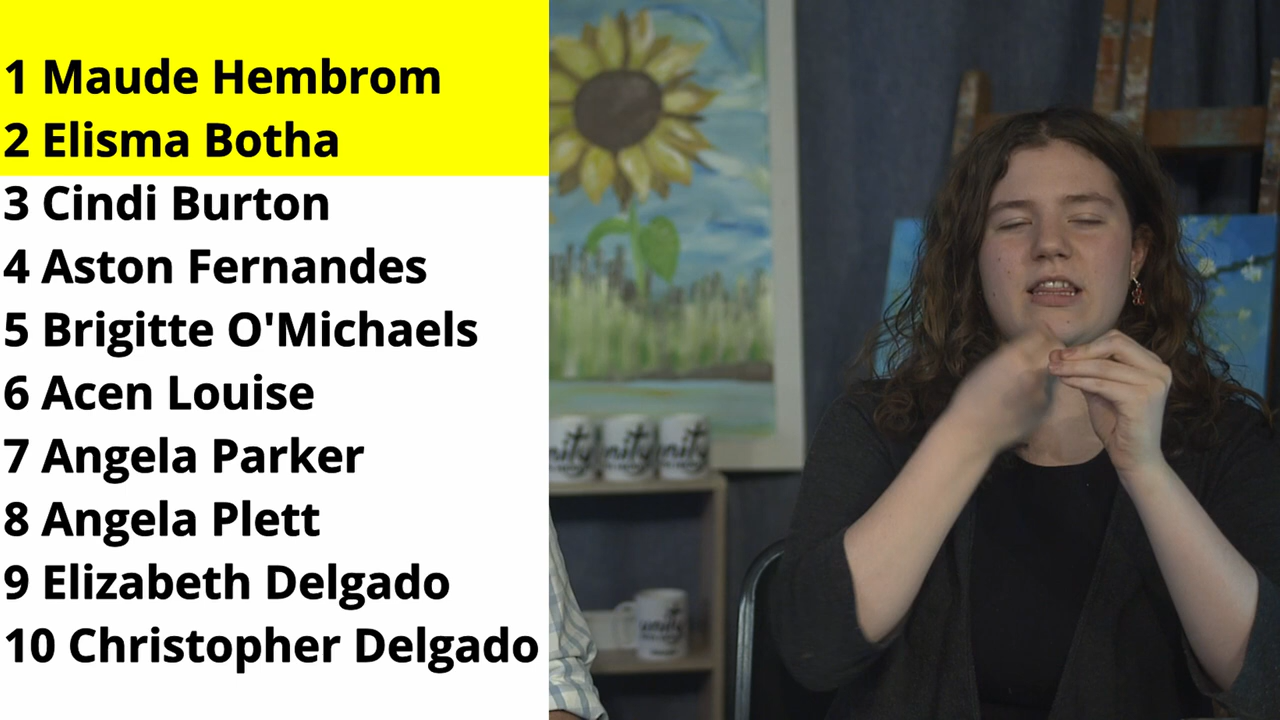 1 Maude Hembrom
2 Elisma Botha
3 Cindi Burton
4 Aston Fernandes
5 Brigitte O'Michaels
6 Acen Louise
7 Angela Parker
8 Angela Plett
9 Elizabeth Delgado
10 Christopher Delgado
unity